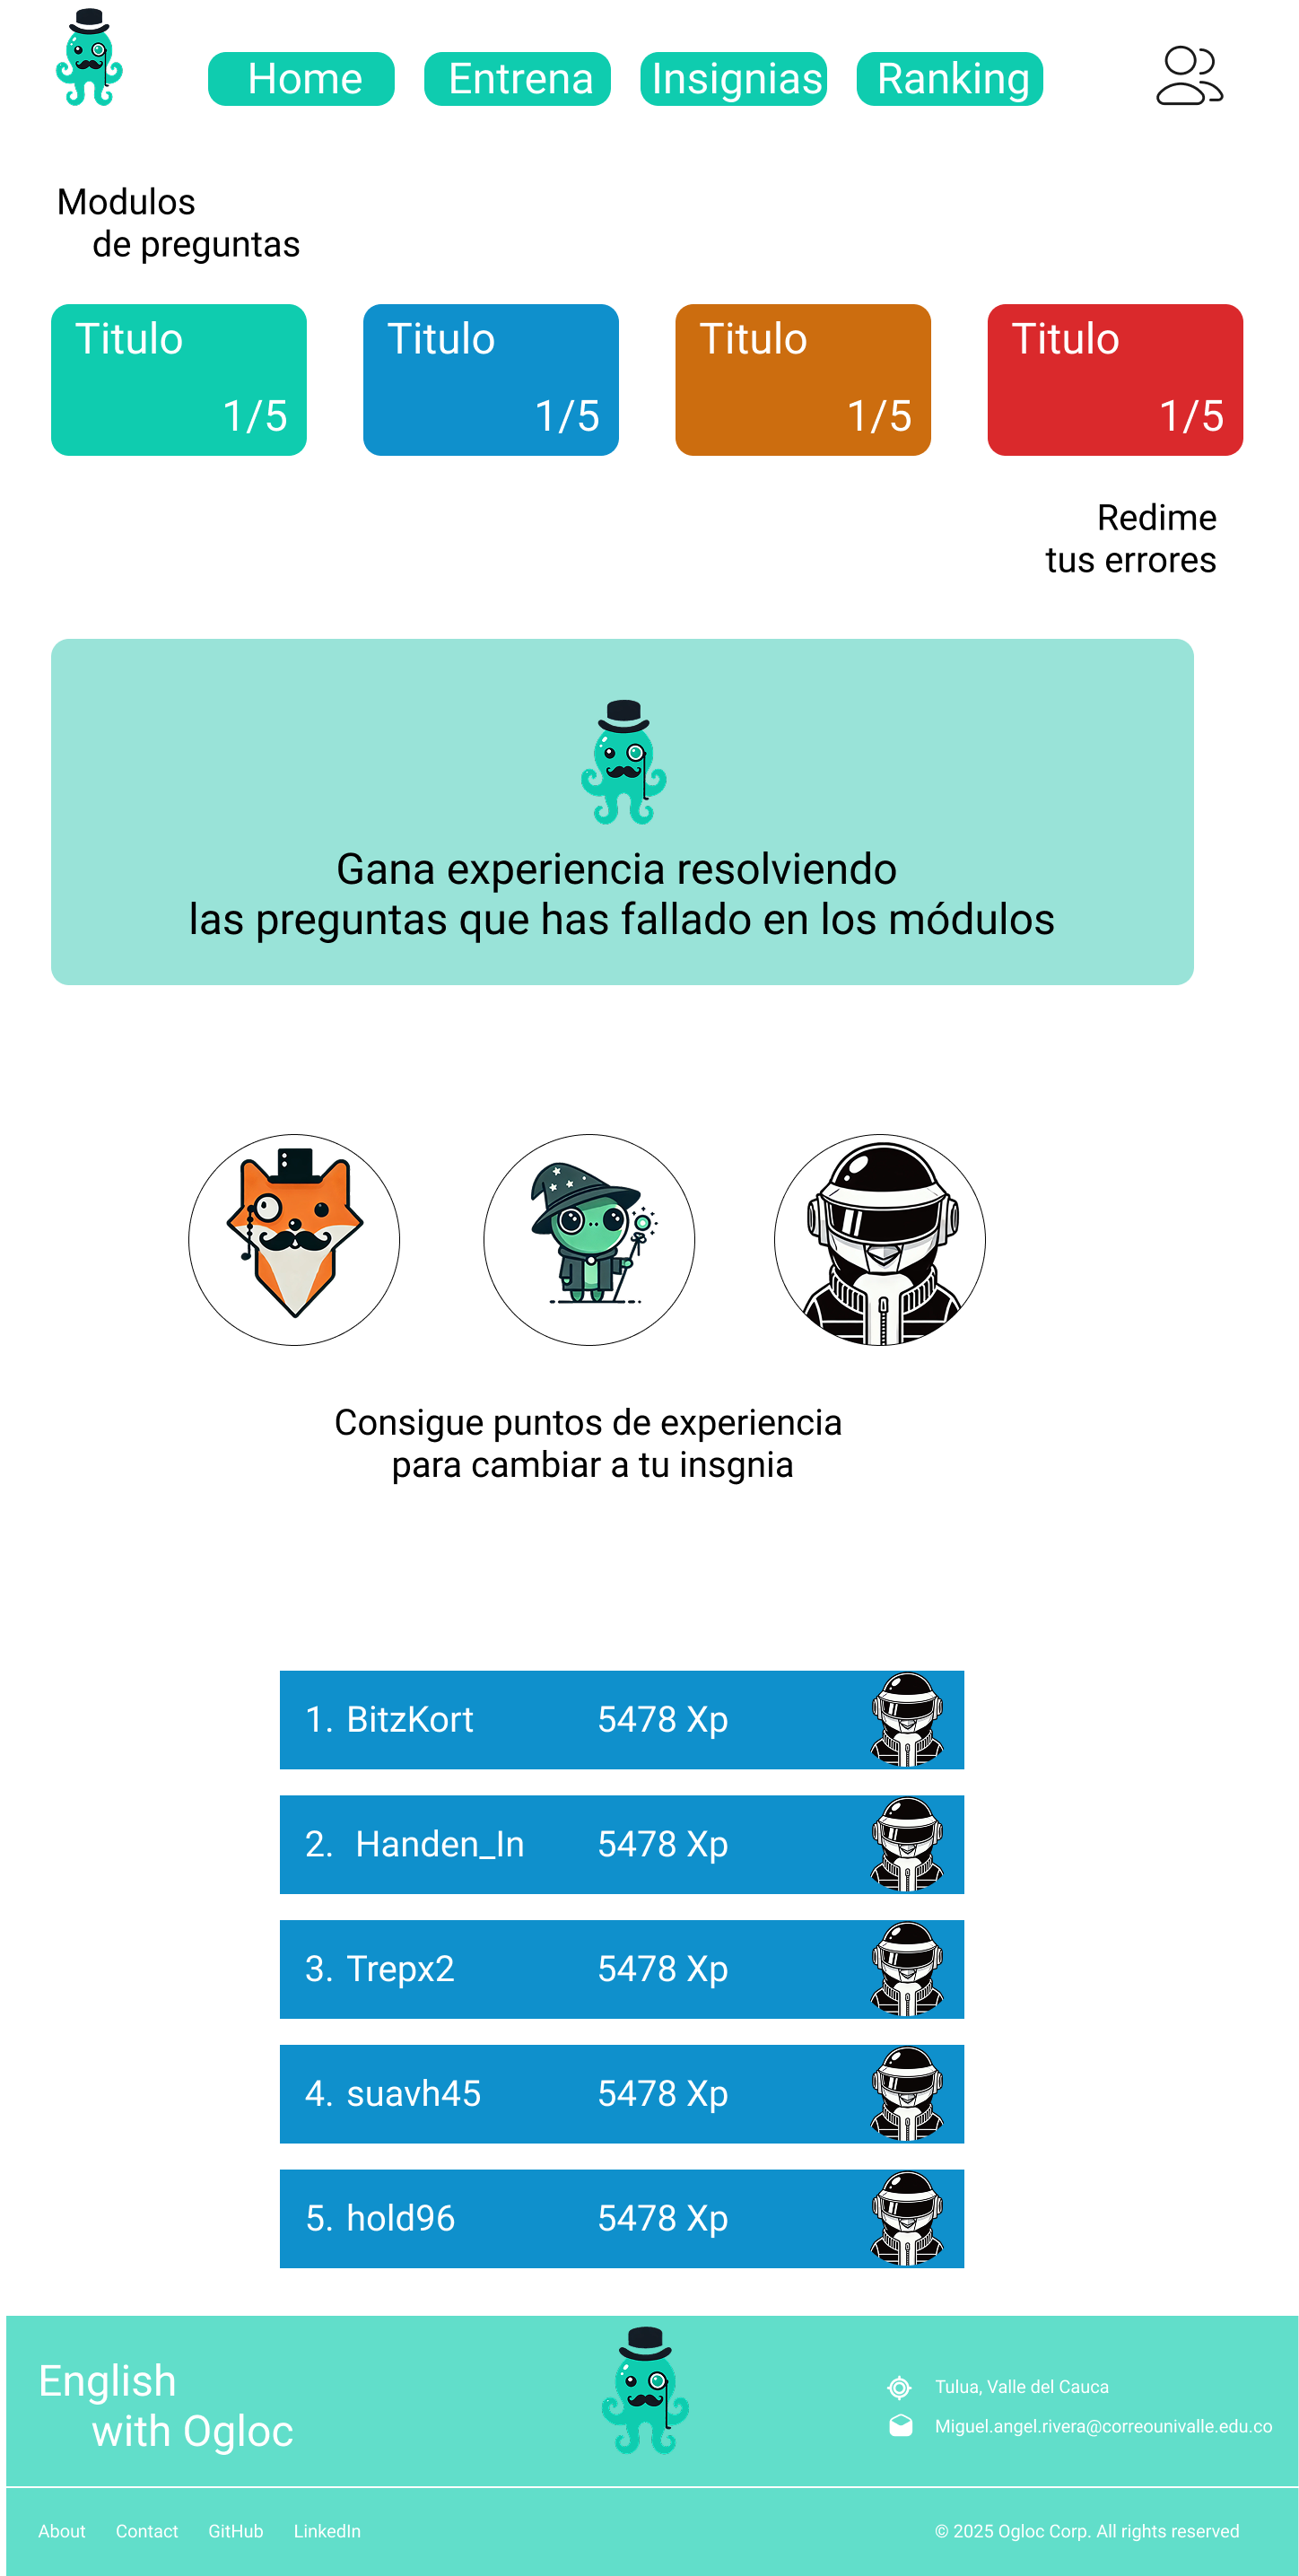 Home
Entrena
Insignias
Ranking
Modulos
de preguntas
Titulo
1/5
Titulo
1/5
Titulo
1/5
Titulo
1/5
Redime
tus errores
Gana experiencia resolviendo
las preguntas que has fallado en los módulos
Consigue puntos de experiencia
para cambiar a tu insgnia
1. BitzKort 5478 Xp
2. Handen_In 5478 Xp
3. Trepx2 5478 Xp
4. suavh45 5478 Xp
5. hold96 5478 Xp
English
with Ogloc
Tulua, Valle del Cauca
Miguel.angel.rivera@correounivalle.edu.co
About Contact GitHub LinkedIn
© 2025 Ogloc Corp. All rights reserved